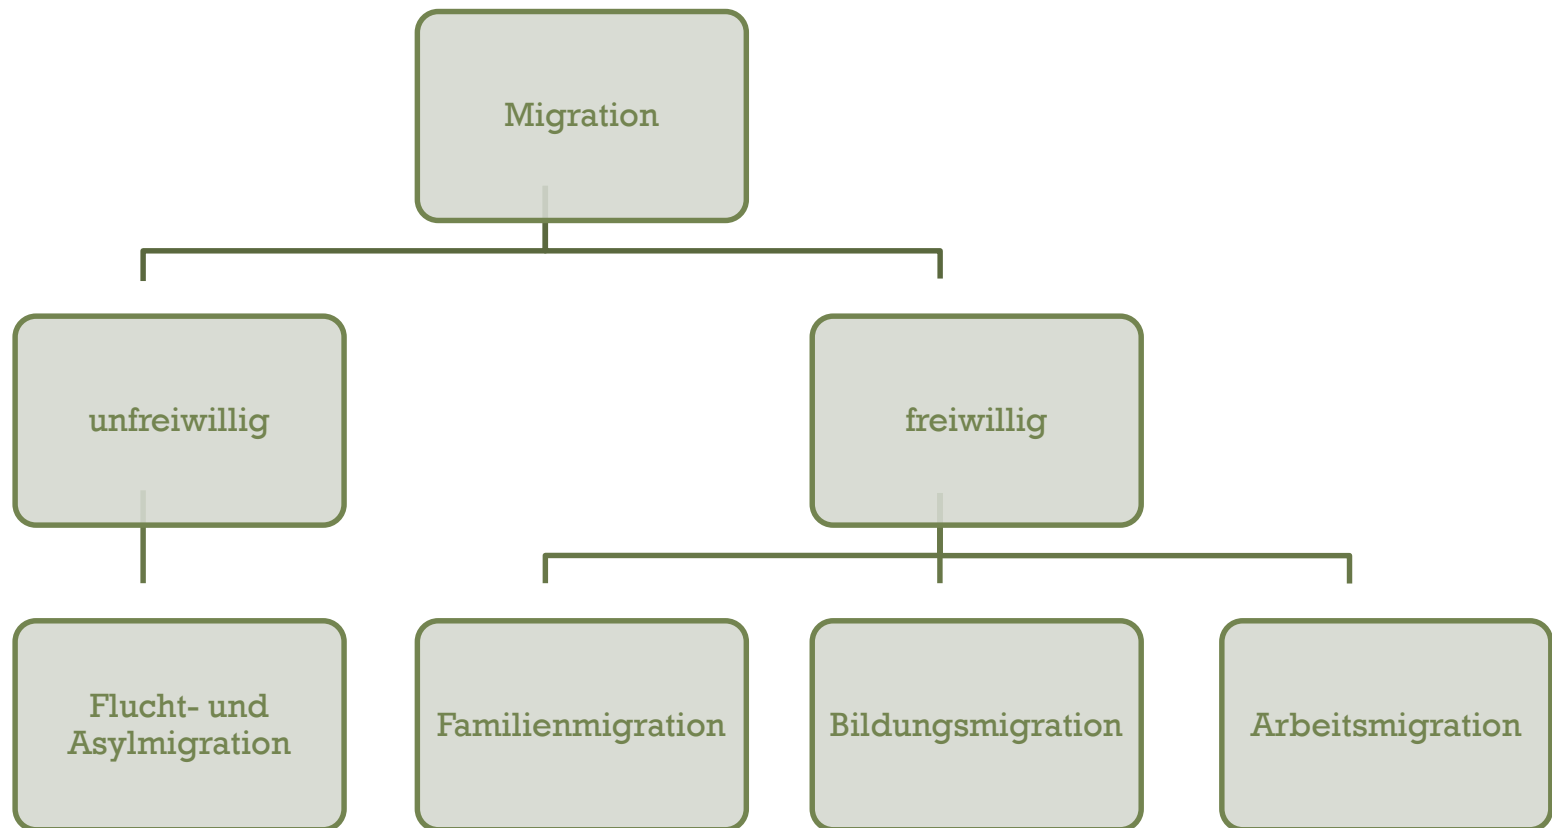 Migration
unfreiwillig
freiwillig
Flucht- und
Asylmigration
Familienmigration
Bildungsmigration
Arbeitsmigration